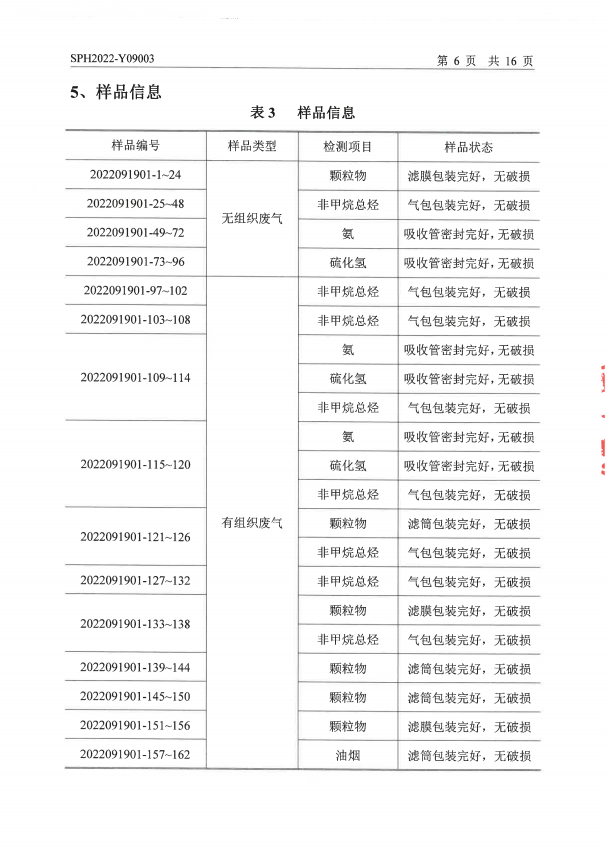 SPH2022-Y09003 第 6 页 共 16 页
5、样品信息
表 3 样品信息
样品编号 样品类型 检测项目 样品状态
2022091901-1~24 无组织废气 颗粒物 滤膜包装完好，无破损
2022091901-25~48 非甲烷总烃 气包包装完好，无破损
2022091901-49~72 氨 吸收管密封完好，无破损
2022091901-73~96 硫化氢 吸收管密封完好，无破损
2022091901-97~102 有组织废气 非甲烷总烃 气包包装完好，无破损
2022091901-103~108 非甲烷总烃 气包包装完好，无破损
2022091901-109~114 氨 吸收管密封完好，无破损
硫化氢 吸收管密封完好，无破损
非甲烷总烃 气包包装完好，无破损
2022091901-115~120 氨 吸收管密封完好，无破损
硫化氢 吸收管密封完好，无破损
非甲烷总烃 气包包装完好，无破损
2022091901-121~126 颗粒物 滤筒包装完好，无破损
非甲烷总烃 气包包装完好，无破损
2022091901-127~132 非甲烷总烃 气包包装完好，无破损
2022091901-133~138 颗粒物 滤膜包装完好，无破损
非甲烷总烃 气包包装完好，无破损
2022091901-139~144 颗粒物 滤筒包装完好，无破损
2022091901-145~150 颗粒物 滤筒包装完好，无破损
2022091901-151~156 颗粒物 滤膜包装完好，无破损
2022091901-157~162 油烟 滤筒包装完好，无破损